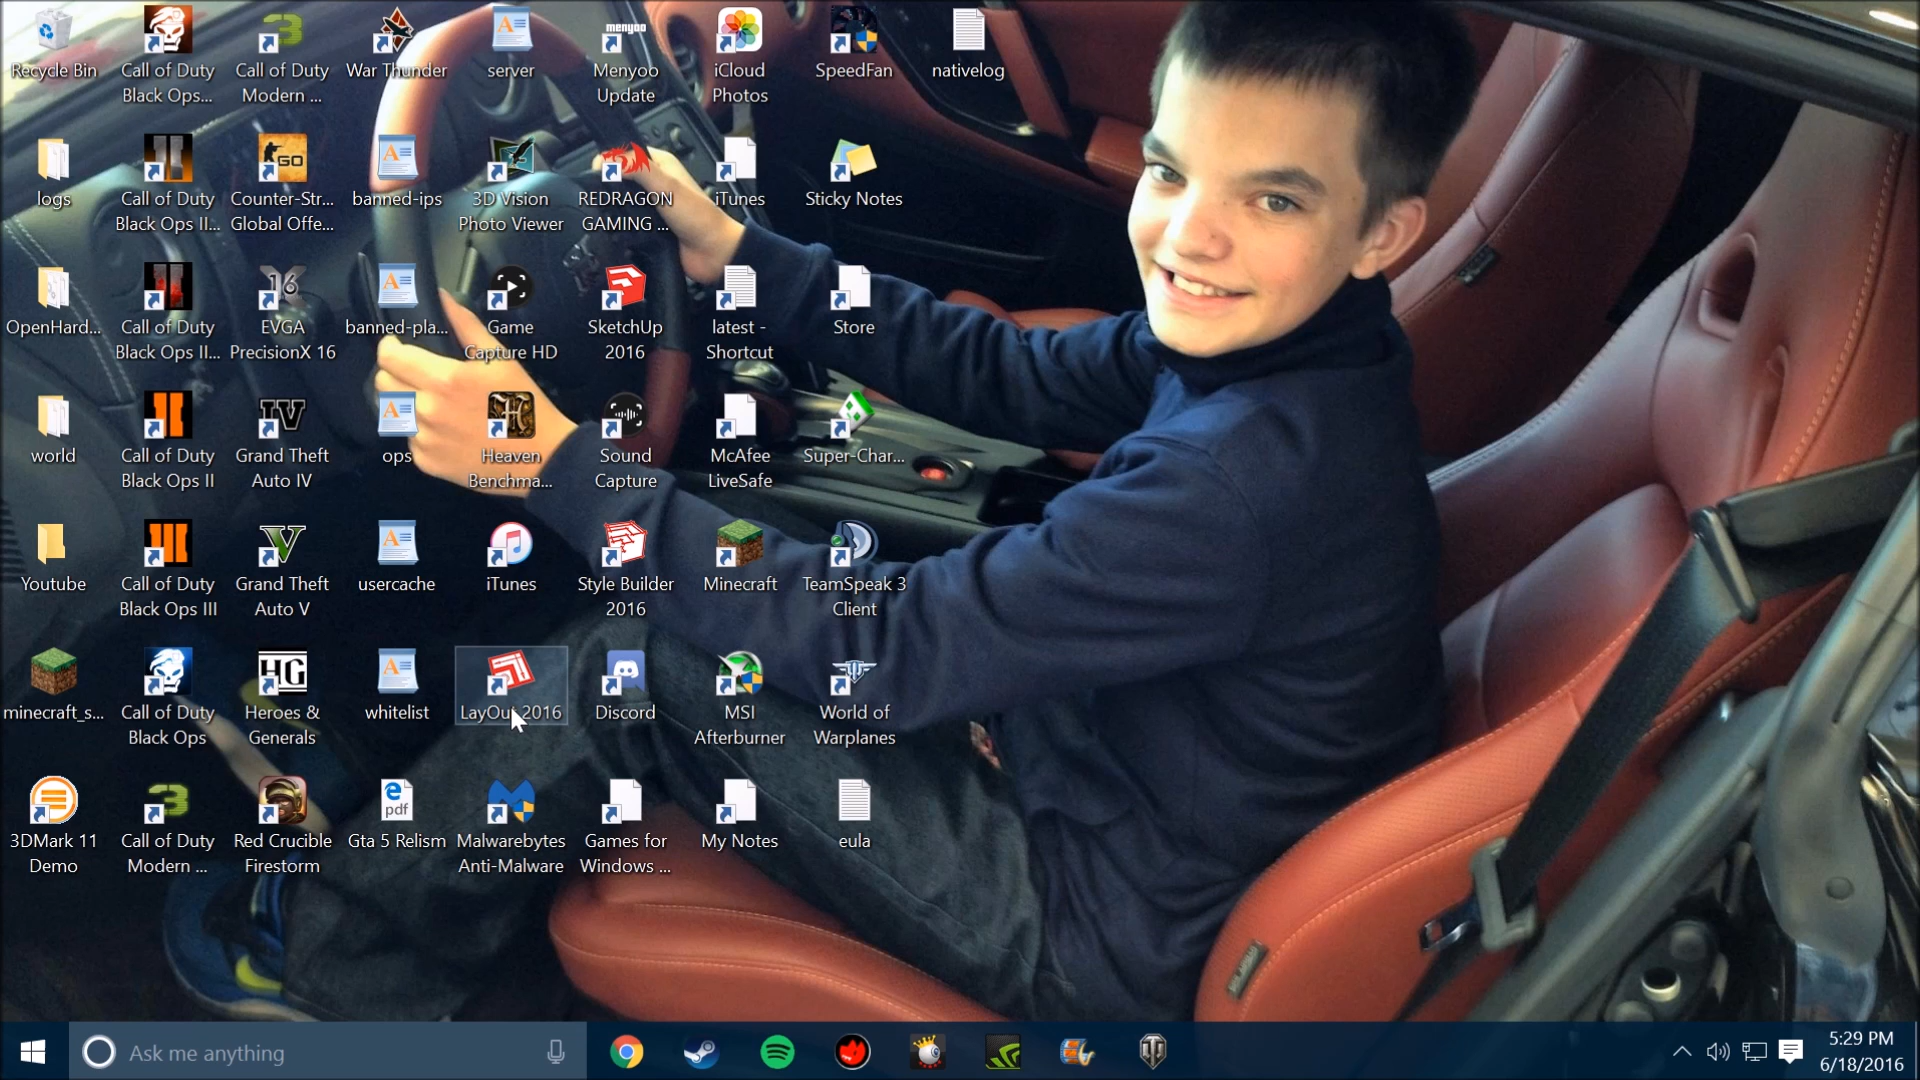 Recycle Bin
Call of Duty
Black Ops...
Call of Duty
Modern ...
War Thunder
server
menyoo
Menyoo
Update
iCloud
Photos
SpeedFan
nativelog
logs
Call of Duty
Black Ops II...
GO
Counter-Str...
Global Offe...
banned-ips
3D Vision
Photo Viewer
REDRAGON
GAMING ...
iTunes
Sticky Notes
OpenHard...
Call of Duty
Black Ops II...
16
EVGA
PrecisionX 16
banned-pla...
Game
Capture HD
SketchUp
2016
latest -
Shortcut
Store
world
Call of Duty
Black Ops II
IV
Grand Theft
Auto IV
ops
Heaven
Benchma...
Sound
Capture
McAfee
LiveSafe
Super-Char...
Youtube
Call of Duty
Black Ops III
V
Grand Theft
Auto V
usercache
iTunes
Style Builder
2016
Minecraft
TeamSpeak 3
Client
minecraft_s...
Call of Duty
Black Ops
HG
Heroes &
Generals
whitelist
LayOut 2016
Discord
MSI
Afterburner
World of
Warplanes
3DMark 11
Demo
3
Call of Duty
Modern ...
Red Crucible
Firestorm
pdf
Gta 5 Relism
Malwarebytes
Anti-Malware
Games for
Windows ...
My Notes
eula
Ask me anything
5:29 PM
6/18/2016